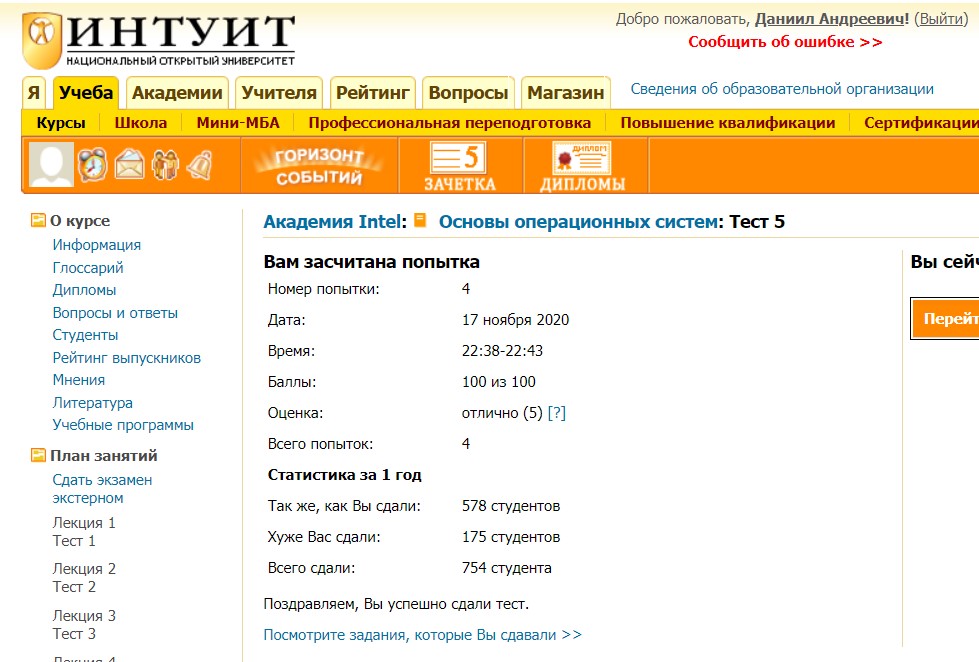 ИНТУИТ
НАЦИОНАЛЬНЫЙ ОТКРЫТЫЙ УНИВЕРСИТЕТ
Добро пожаловать, Даниил Андреевич! (Выйти)
Сообщить об ошибке >>
Я Учеба Академии Учителя Рейтинг Вопросы Магазин Сведения об образовательной организации
Курсы Школа Мини-МБА Профессиональная переподготовка Повышение квалификации Сертификации
ГОРИЗОНТ
СОБЫТИЙ
5
ЗАЧЕТКА
ДИПЛОМ
ДИПЛОМЫ
О курсе
Информация
Глоссарий
Дипломы
Вопросы и ответы
Студенты
Рейтинг выпускников
Мнения
Литература
Учебные программы
План занятий
Сдать экзамен
экстерном
Лекция 1
Тест 1
Лекция 2
Тест 2
Лекция 3
Тест 3
Лекция 4
Академия Intel: Основы операционных систем: Тест 5
Вам засчитана попытка
Номер попытки: 4
Дата: 17 ноября 2020
Время: 22:38-22:43
Баллы: 100 из 100
Оценка: отлично (5) [?]
Всего попыток: 4
Статистика за 1 год
Так же, как Вы сдали: 578 студентов
Хуже Вас сдали: 175 студентов
Всего сдали: 754 студента
Поздравляем, Вы успешно сдали тест.
Посмотрите задания, которые Вы сдавали >>
Вы сейч
Перейт